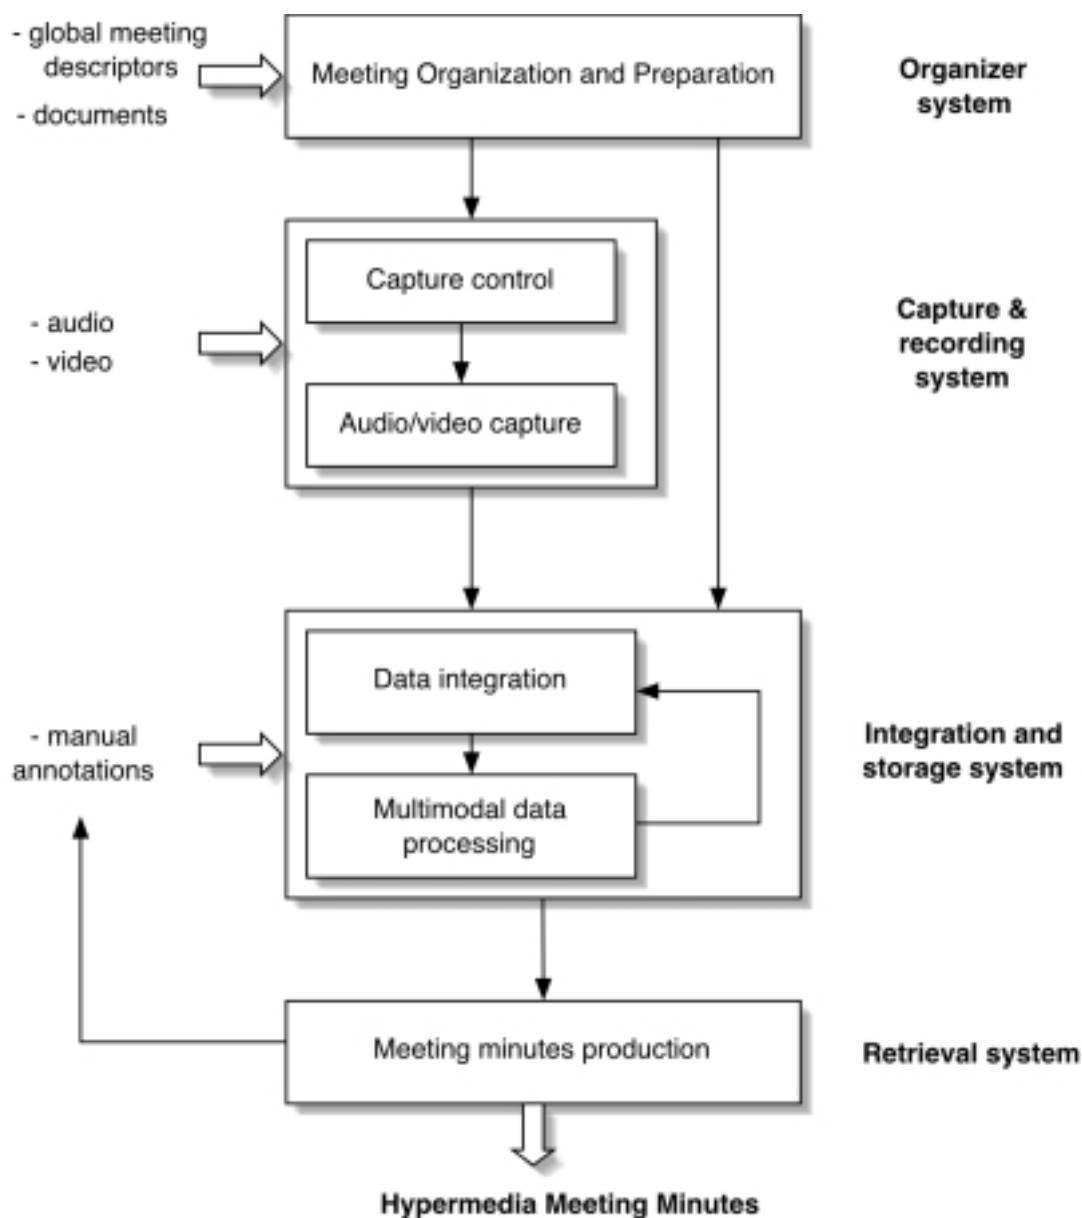 - global meeting
descriptors
- documents
Meeting Organization and Preparation
Organizer
system
- audio
- video
Capture control
Audio/video capture
Capture &
recording
system
- manual
annotations
Data integration
Multimodal data
processing
Integration and
storage system
Meeting minutes production
Retrieval system
Hypermedia Meeting Minutes